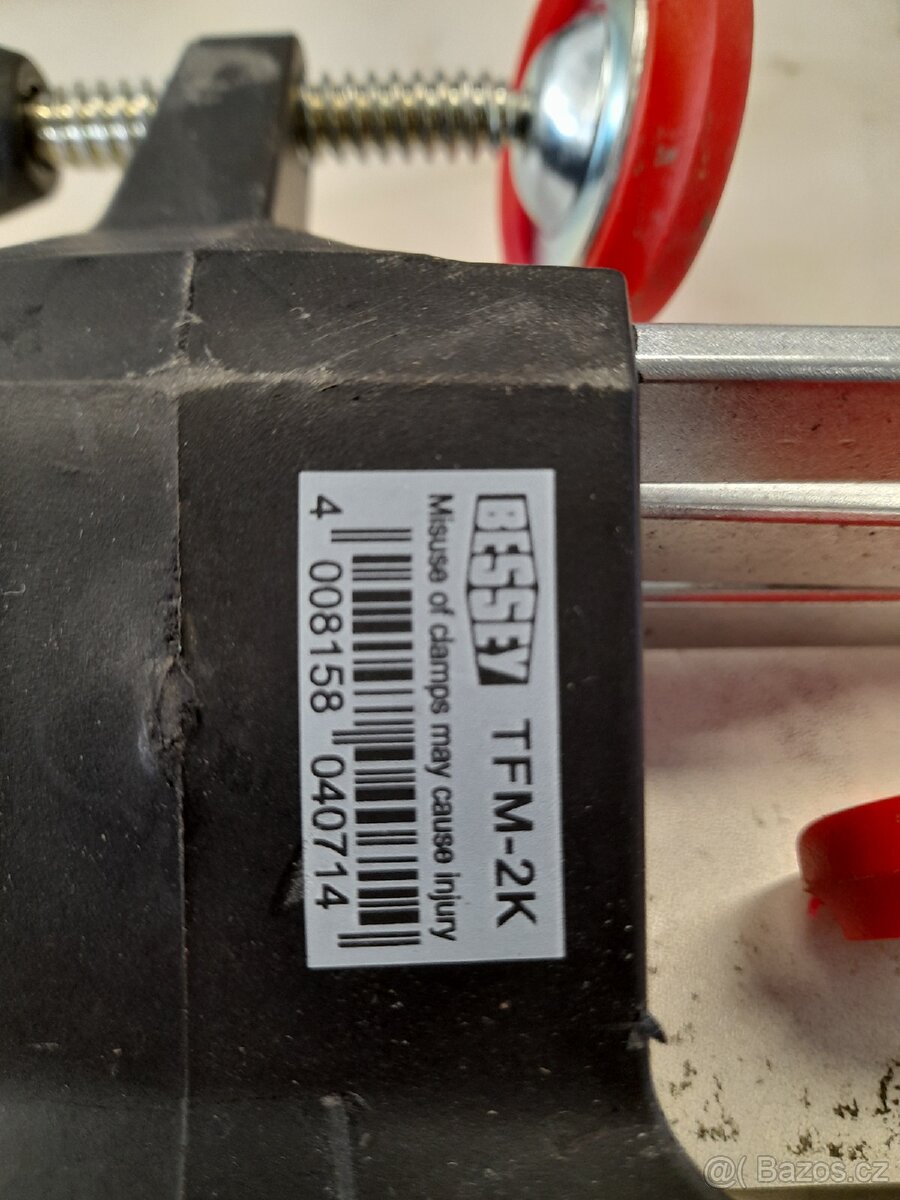 BESSEY TFM-2K
Misuse of clamps may cause injury
4 008158 040714
@( Bazos.cz